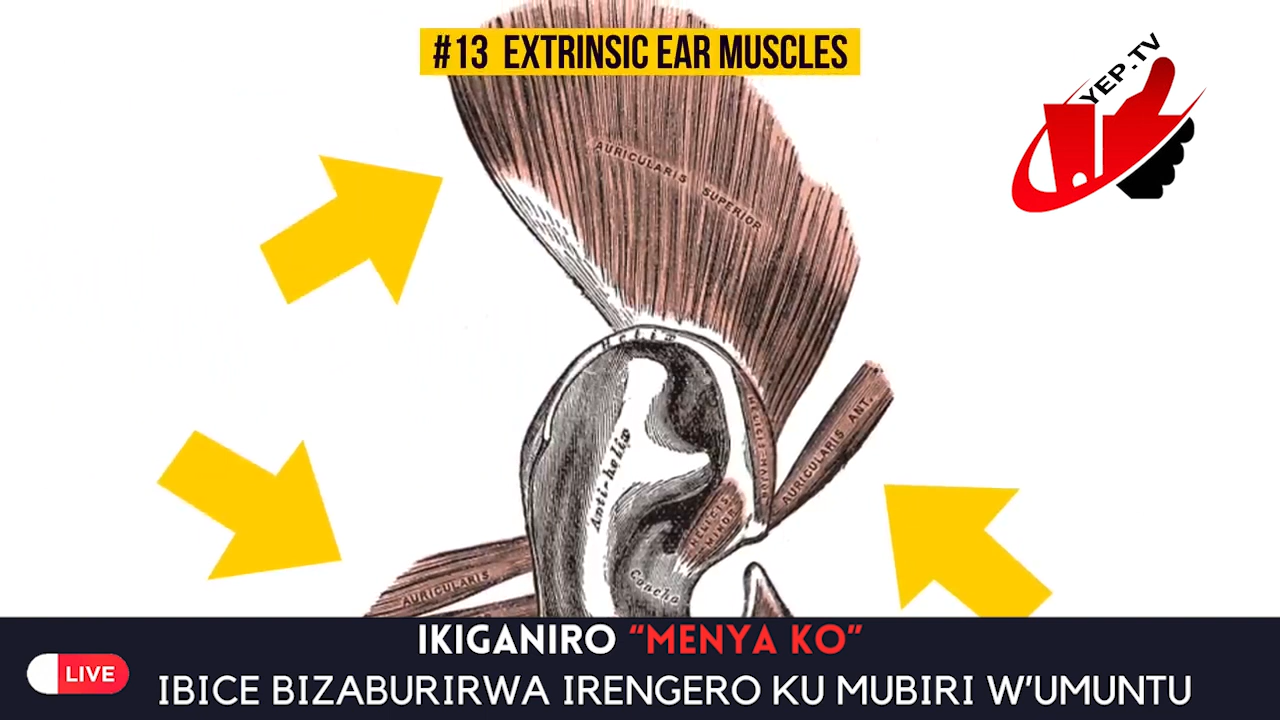 #13 EXTRINSIC EAR MUSCLES
YEP.TV
AURICULARIS SUPERIOR
Helix
HELICIS MAJOR
AURICULARIS ANT.
Anti-helix
HELICIS
MINOR
Concha
AURICULARIS
IKIGANIRO “MENYA KO”
LIVE
IBICE BIZABURIRWA IRENGERO KU MUBIRI W’UMUNTU